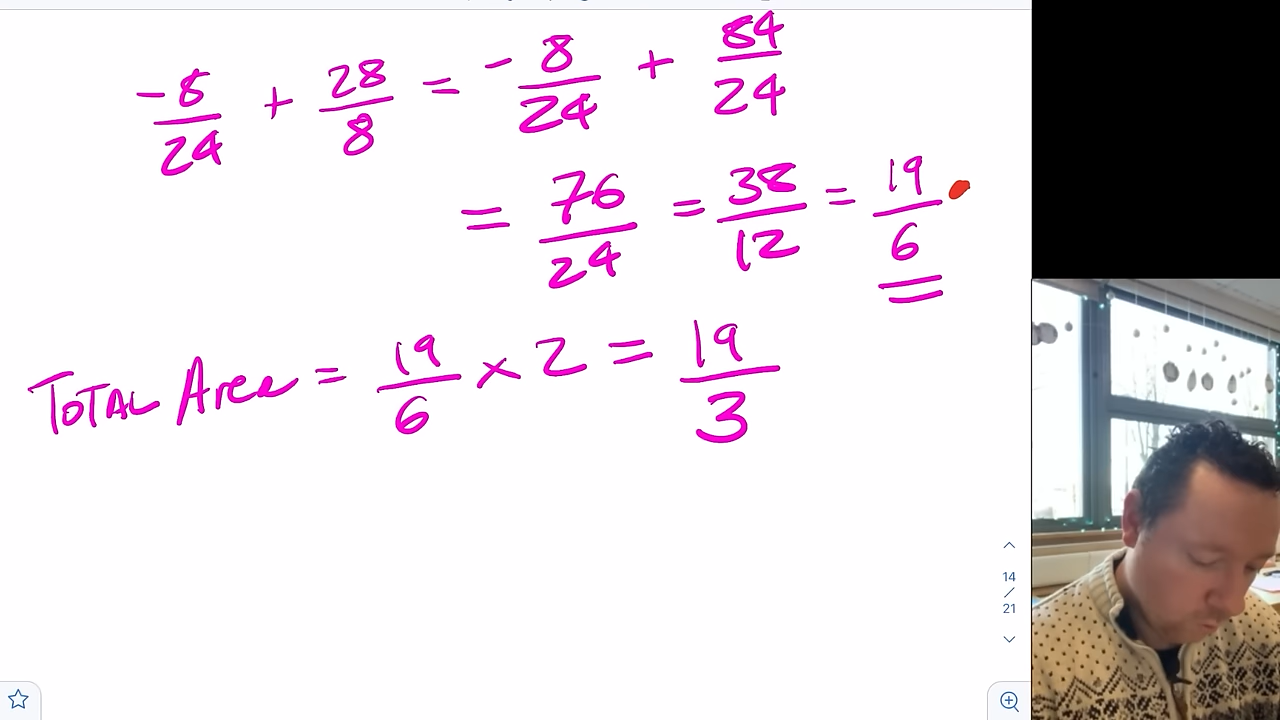 -8/24 + 28/8 = -8/24 + 84/24
= 76/24 = 38/12 = 19/6
TOTAL Area = 19/6 × 2 = 19/3
14
/
21